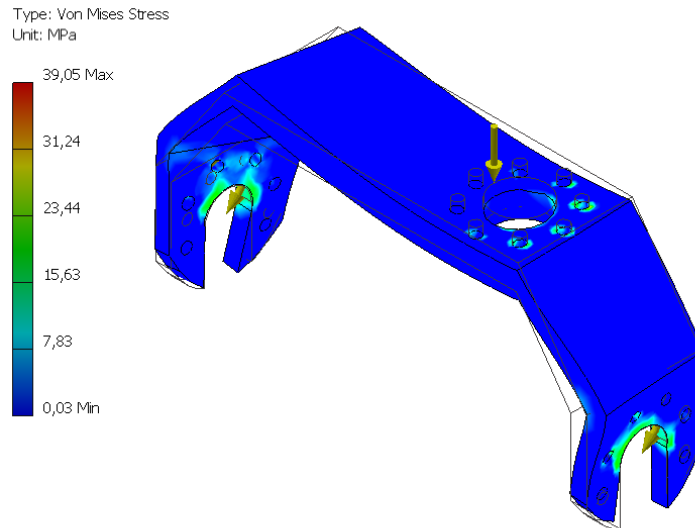 Type: Von Mises Stress
Unit: MPa
39,05 Max
31,24
23,44
15,63
7,83
0,03 Min